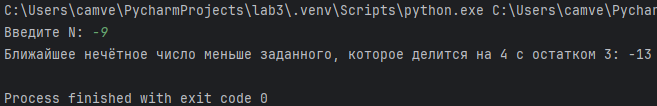 C:\Users\camve\PycharmProjects\lab3\.venv\Scripts\python.exe C:\Users\camve\Pychar
Введите N: -9
Ближайшее нечётное число меньше заданного, которое делится на 4 с остатком 3: -13
Process finished with exit code 0